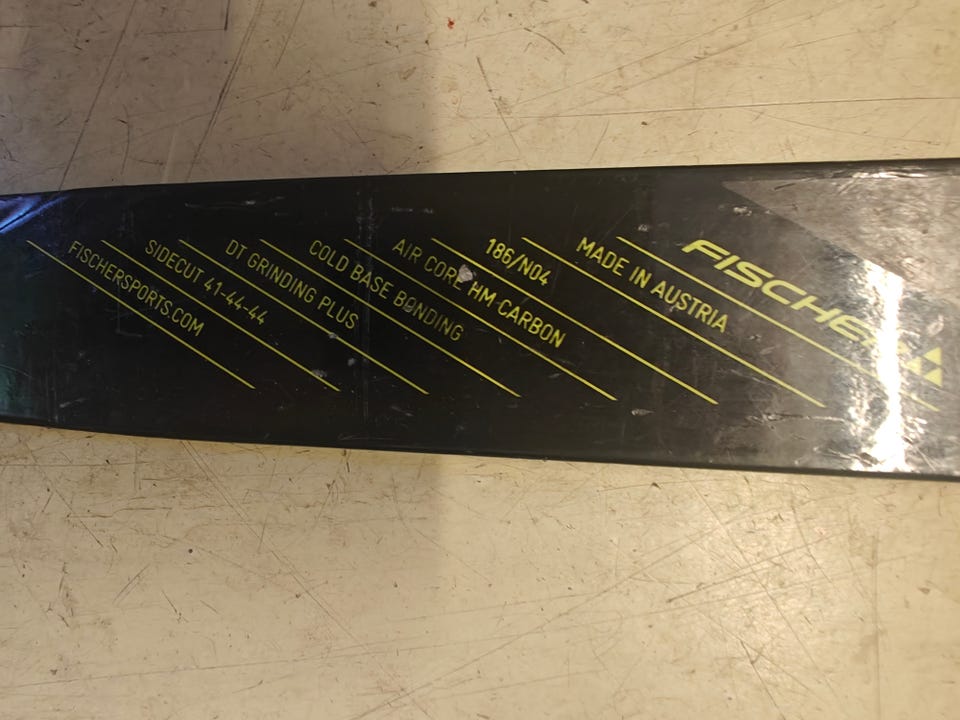 FISCHER
MADE IN AUSTRIA
186/N04
AIR CORE HM CARBON
COLD BASE BONDING
DT GRINDING PLUS
SIDECUT 41-44-44
FISCHERSPORTS.COM